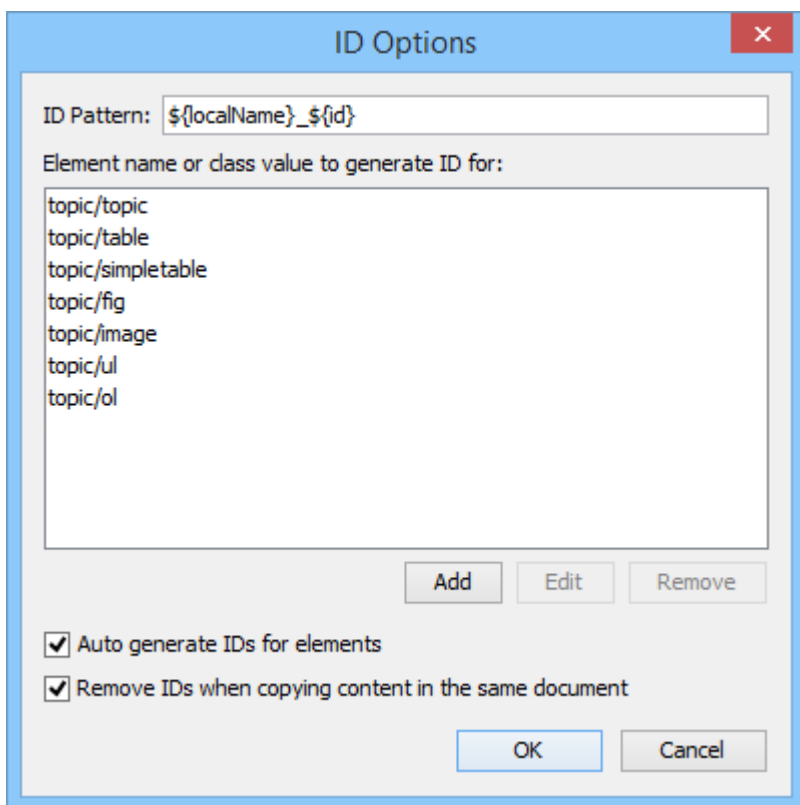 ID Options
ID Pattern: ${localName}_${id}
Element name or class value to generate ID for:
topic/topic
topic/table
topic/simpletable
topic/fig
topic/image
topic/ul
topic/ol
Add Edit Remove
Auto generate IDs for elements
Remove IDs when copying content in the same document
OK Cancel